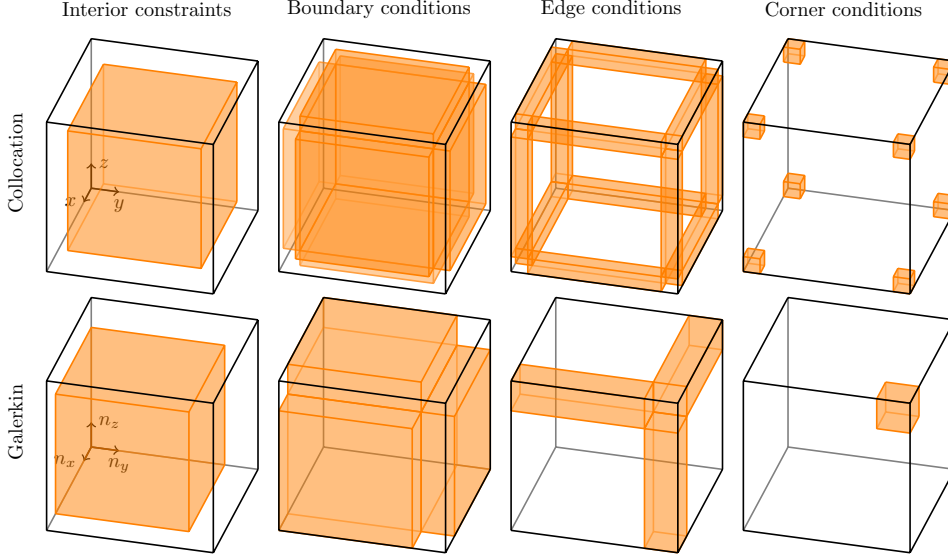 Interior constraints
Boundary conditions
Edge conditions
Corner conditions
Collocation
z
x
y
Galerkin
n_z
n_x
n_y